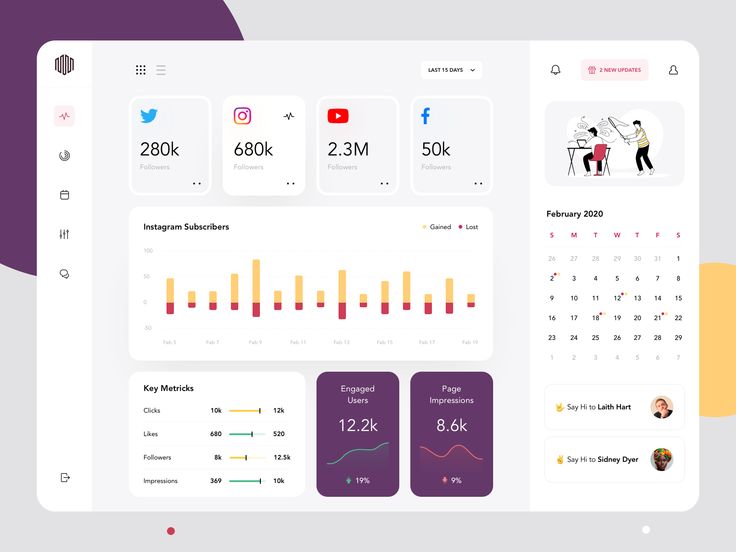 LAST 15 DAYS
2 NEW UPDATES
280k
Followers
680k
Followers
2.3M
Followers
50k
Followers
Instagram Subscribers
Gained
Lost
100
50
0
50
Feb 5
Feb 7
Feb 9
Feb 11
Feb 13
Feb 15
Feb 17
Feb 19
Key Metricks
Clicks 10k 12k
Likes 680 520
Followers 8k 12.5k
Impressions 369 10k
Engaged
Users
12.2k
19%
Page
Impressions
8.6k
9%
February 2020
S M T W T F S
26 27 28 29 30 31 1
2 3 4 5 6 7 8
9 10 11 12 13 14 15
16 17 18 19 20 21 22
23 24 25 26 27 28 29
1 2 3 4 5 6 7
Say Hi to Laith Hart
Say Hi to Sidney Dyer